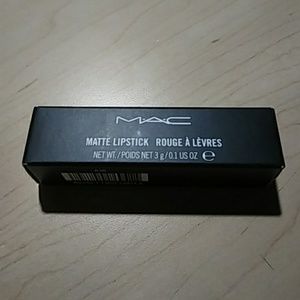 MAC
MATTE LIPSTICK ROUGE À LÈVRES
NET WT./POIDS NET 3 g/0.1 US OZ ℮